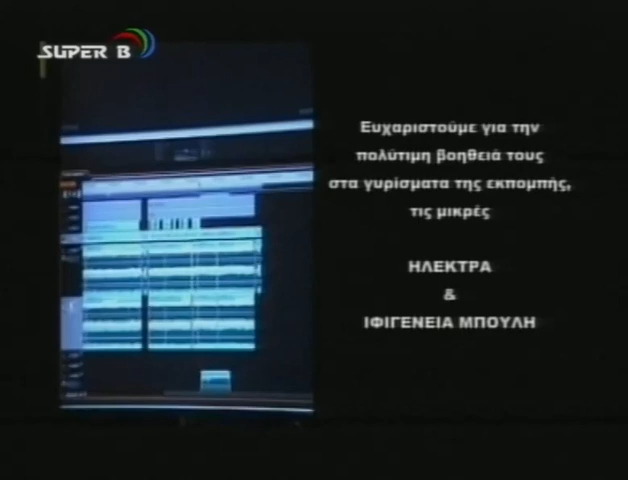 SUPER B
Ευχαριστούμε για την
πολύτιμη βοηθειά τους
στα γυρίσματα της εκπομπής,
τις μικρές
ΗΛΕΚΤΡΑ
&
ΙΦΙΓΕΝΕΙΑ ΜΠΟΥΛΗ